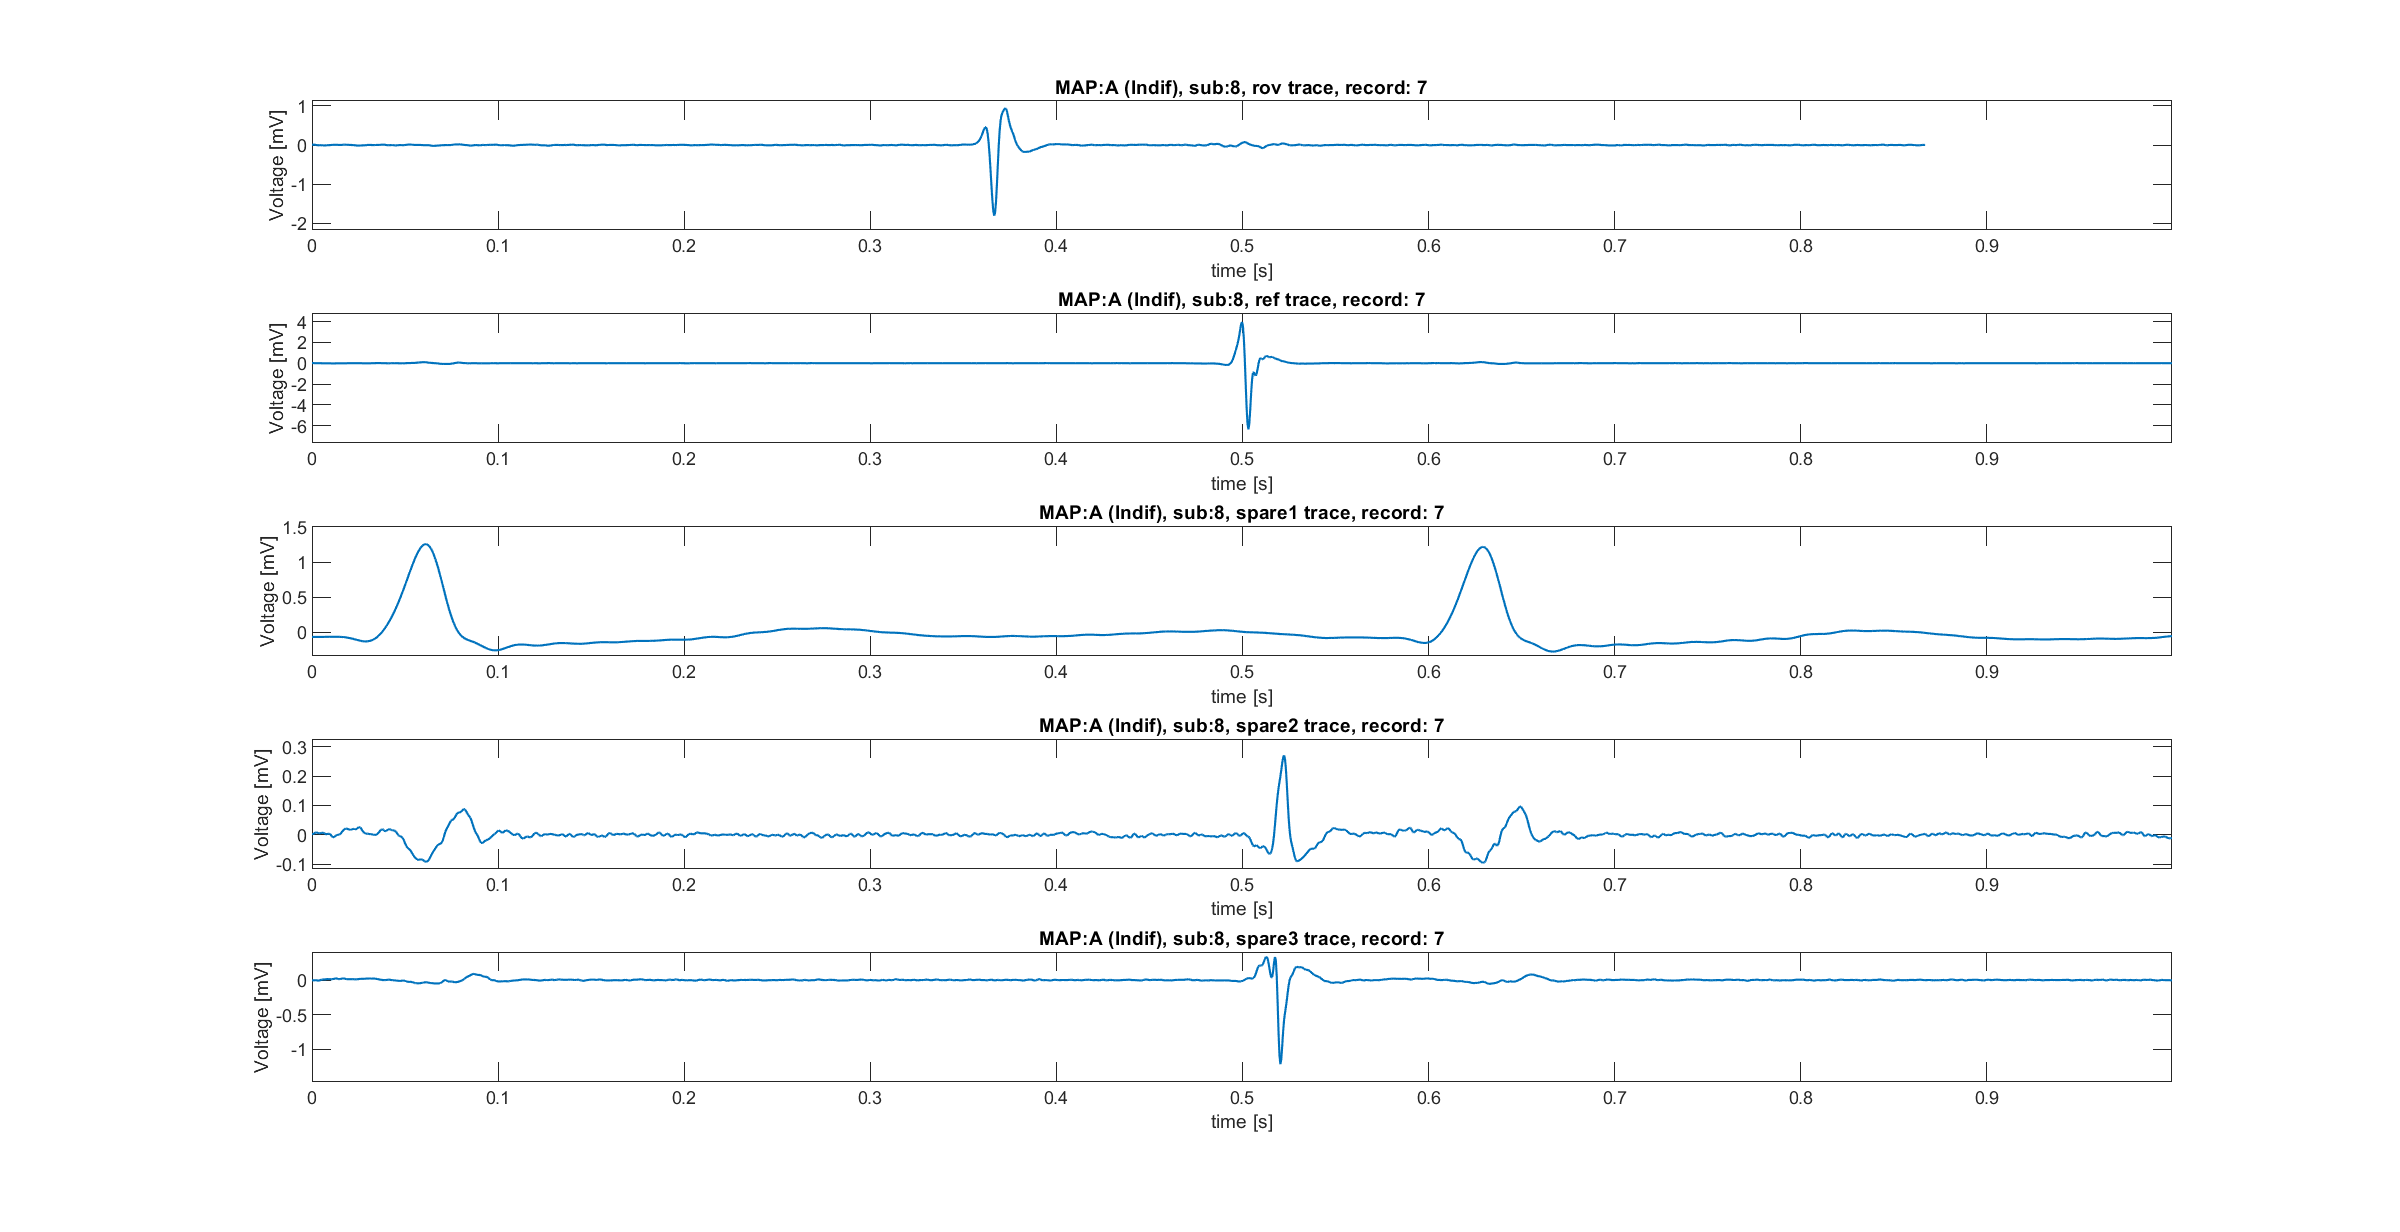 MAP:A (Indif), sub:8, rov trace, record: 7
Voltage [mV]
1
0
-1
-2
0 0.1 0.2 0.3 0.4 0.5 0.6 0.7 0.8 0.9
time [s]
MAP:A (Indif), sub:8, ref trace, record: 7
Voltage [mV]
4
2
0
-2
-4
-6
0 0.1 0.2 0.3 0.4 0.5 0.6 0.7 0.8 0.9
time [s]
MAP:A (Indif), sub:8, spare1 trace, record: 7
Voltage [mV]
1.5
1
0.5
0
0 0.1 0.2 0.3 0.4 0.5 0.6 0.7 0.8 0.9
time [s]
MAP:A (Indif), sub:8, spare2 trace, record: 7
Voltage [mV]
0.3
0.2
0.1
0
-0.1
0 0.1 0.2 0.3 0.4 0.5 0.6 0.7 0.8 0.9
time [s]
MAP:A (Indif), sub:8, spare3 trace, record: 7
Voltage [mV]
0
-0.5
-1
0 0.1 0.2 0.3 0.4 0.5 0.6 0.7 0.8 0.9
time [s]